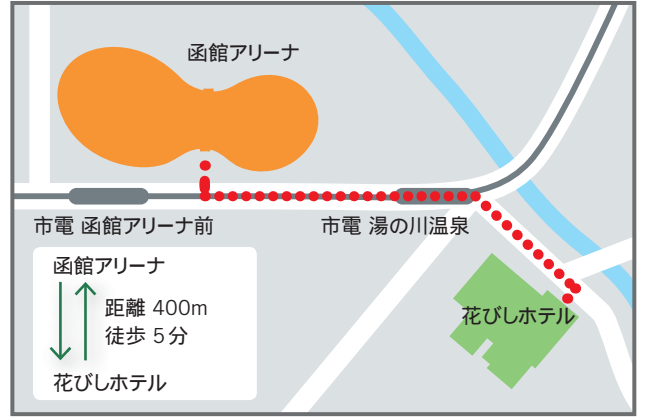 函館アリーナ
市電 函館アリーナ前
市電 湯の川温泉
函館アリーナ
距離 400m
徒歩 5分
花びしホテル
花びしホテル